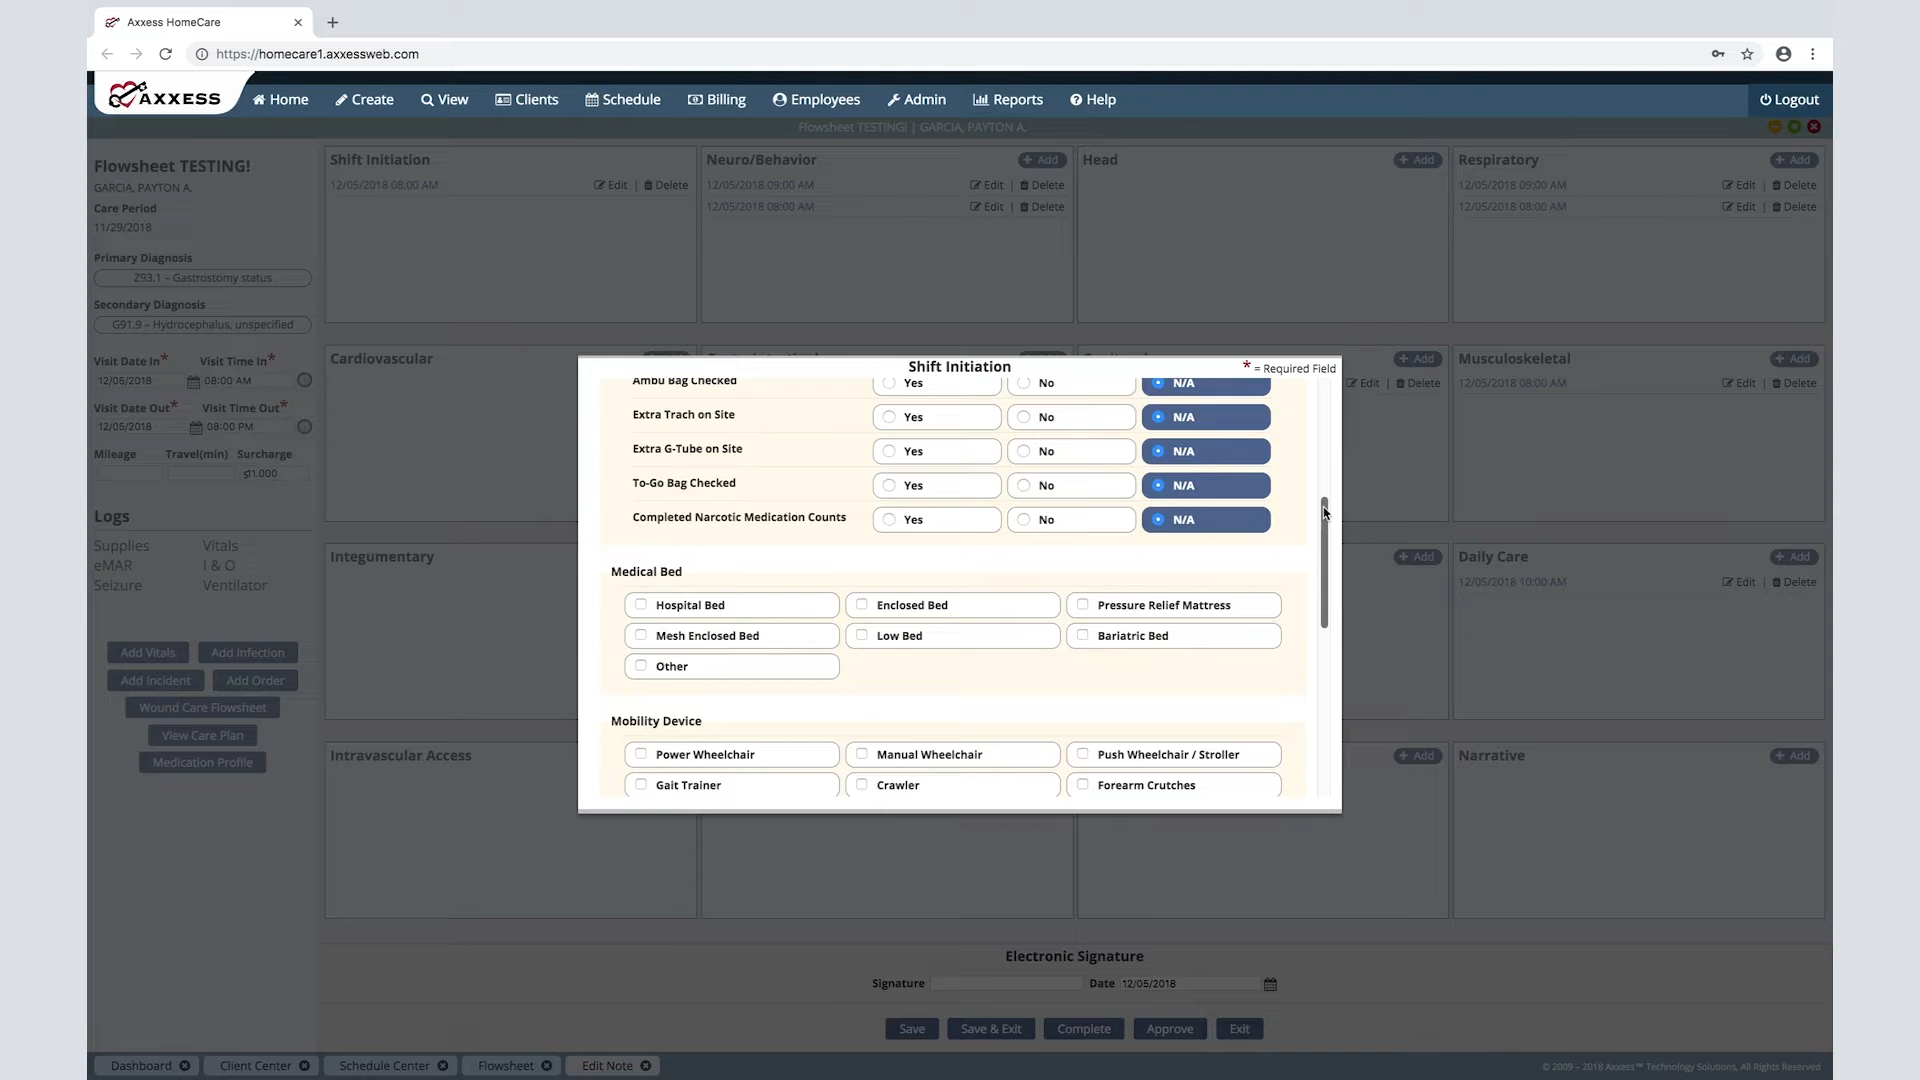 Axxess HomeCare
https://homecare1.axxessweb.com
AXXESS
Home
Create
View
Clients
Schedule
Billing
Employees
Admin
Reports
Help
Logout
Flowsheet TESTING! | GARCIA, PAYTON A.
Flowsheet TESTING!
GARCIA, PAYTON A.
Care Period
11/29/2018
Primary Diagnosis
Z93.1 – Gastrostomy status
Secondary Diagnosis
G91.9 – Hydrocephalus, unspecified
Visit Date In* Visit Time In*
12/05/2018 08:00 AM
Visit Date Out* Visit Time Out*
12/05/2018 08:00 PM
Mileage Travel(min) Surcharge
Logs
Supplies Vitals
eMAR I & O
Seizure Ventilator
Add Vitals Add Infection
Add Incident Add Order
Wound Care Flowsheet
View Care Plan
Medication Profile
Shift Initiation
12/05/2018 08:00 AM Edit | Delete
Neuro/Behavior + Add
12/05/2018 09:00 AM Edit | Delete
12/05/2018 08:00 AM Edit | Delete
Head + Add
Respiratory + Add
12/05/2018 09:00 AM Edit | Delete
12/05/2018 08:00 AM Edit | Delete
Cardiovascular
+ Add
Edit | Delete
Musculoskeletal + Add
12/05/2018 08:00 AM Edit | Delete
Integumentary
+ Add
Daily Care + Add
12/05/2018 10:00 AM Edit | Delete
Intravascular Access
+ Add
Narrative + Add
Shift Initiation
* = Required Field
Ambu Bag Checked Yes No N/A
Extra Trach on Site Yes No N/A
Extra G-Tube on Site Yes No N/A
To-Go Bag Checked Yes No N/A
Completed Narcotic Medication Counts Yes No N/A
Medical Bed
Hospital Bed Enclosed Bed Pressure Relief Mattress
Mesh Enclosed Bed Low Bed Bariatric Bed
Other
Mobility Device
Power Wheelchair Manual Wheelchair Push Wheelchair / Stroller
Gait Trainer Crawler Forearm Crutches
Electronic Signature
Signature Date 12/05/2018
Save Save & Exit Complete Approve Exit
Dashboard Client Center Schedule Center Flowsheet Edit Note
© 2009 – 2018 Axxess™ Technology Solutions, All Rights Reserved